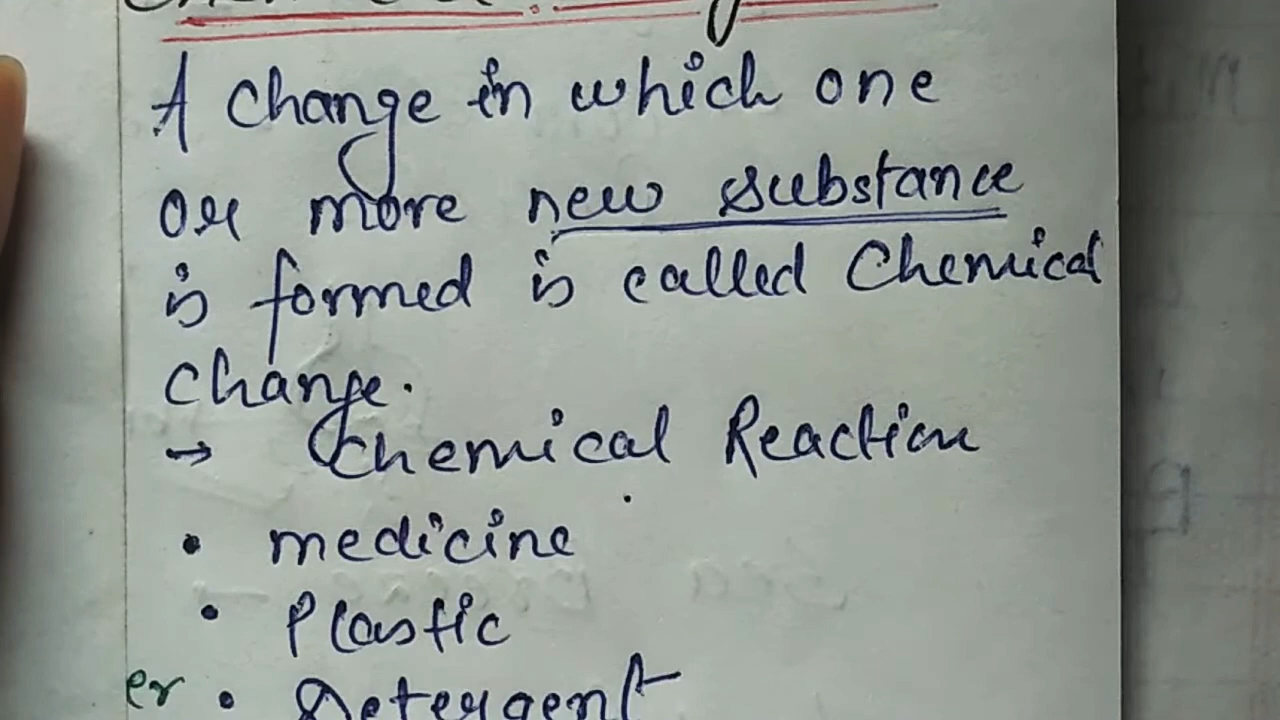 A change in which one
or more new substance
is formed is called Chemical
change.
→ Chemical Reaction
• medicine
• Plastic
er • Detergent